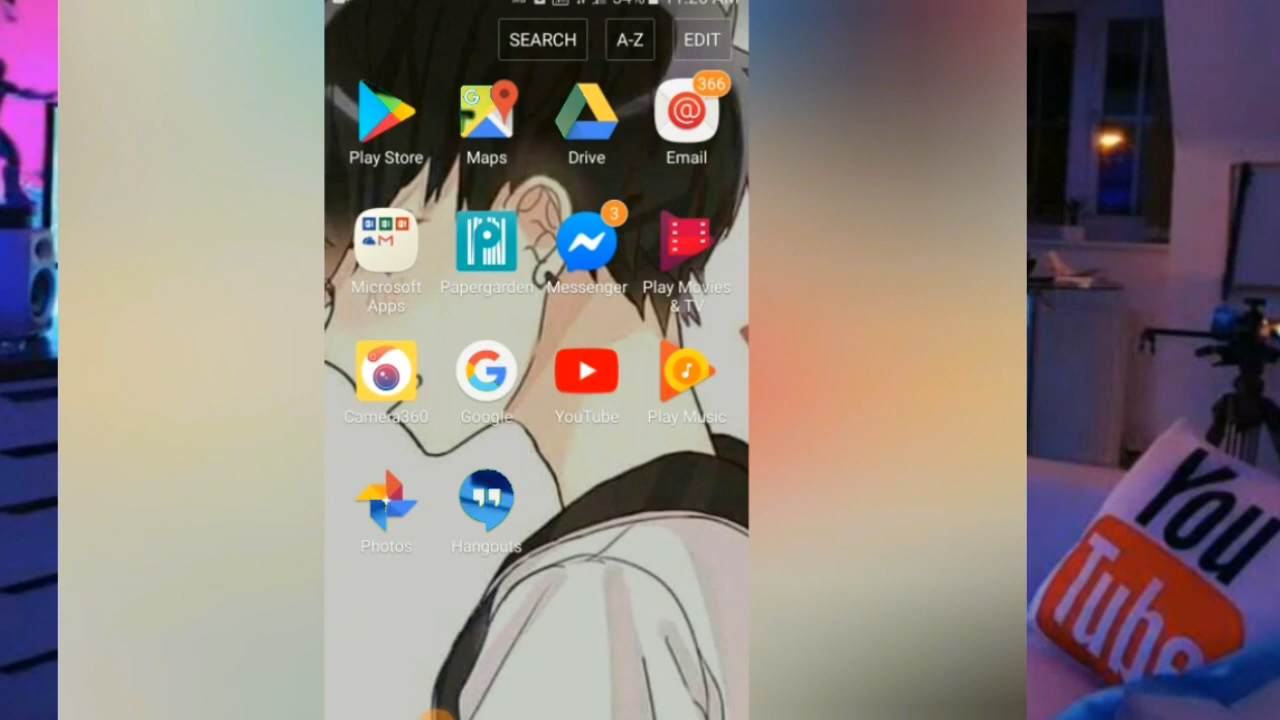 SEARCH A-Z EDIT
366
Play Store Maps Drive Email
3
Microsoft Apps Papergarden Messenger Play Movies & TV
Camera360 Google YouTube Play Music
Photos Hangouts
You
Tube